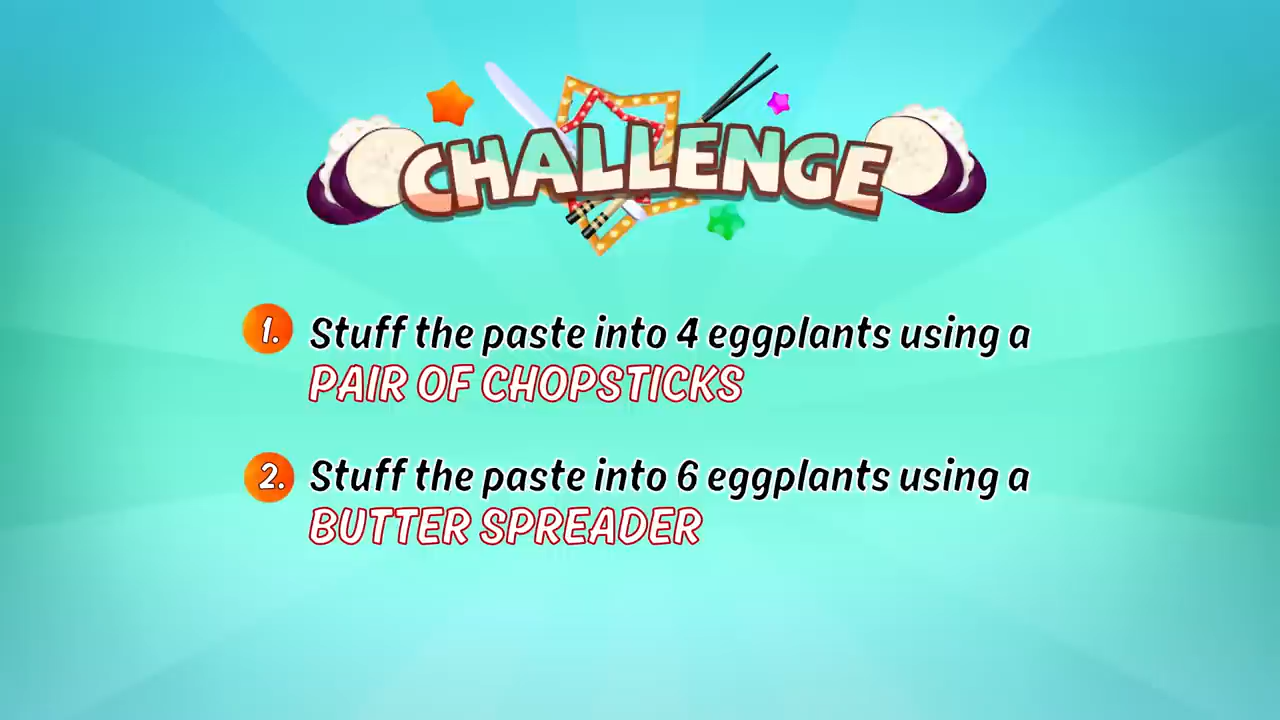 CHALLENGE
1. Stuff the paste into 4 eggplants using a
PAIR OF CHOPSTICKS
2. Stuff the paste into 6 eggplants using a
BUTTER SPREADER